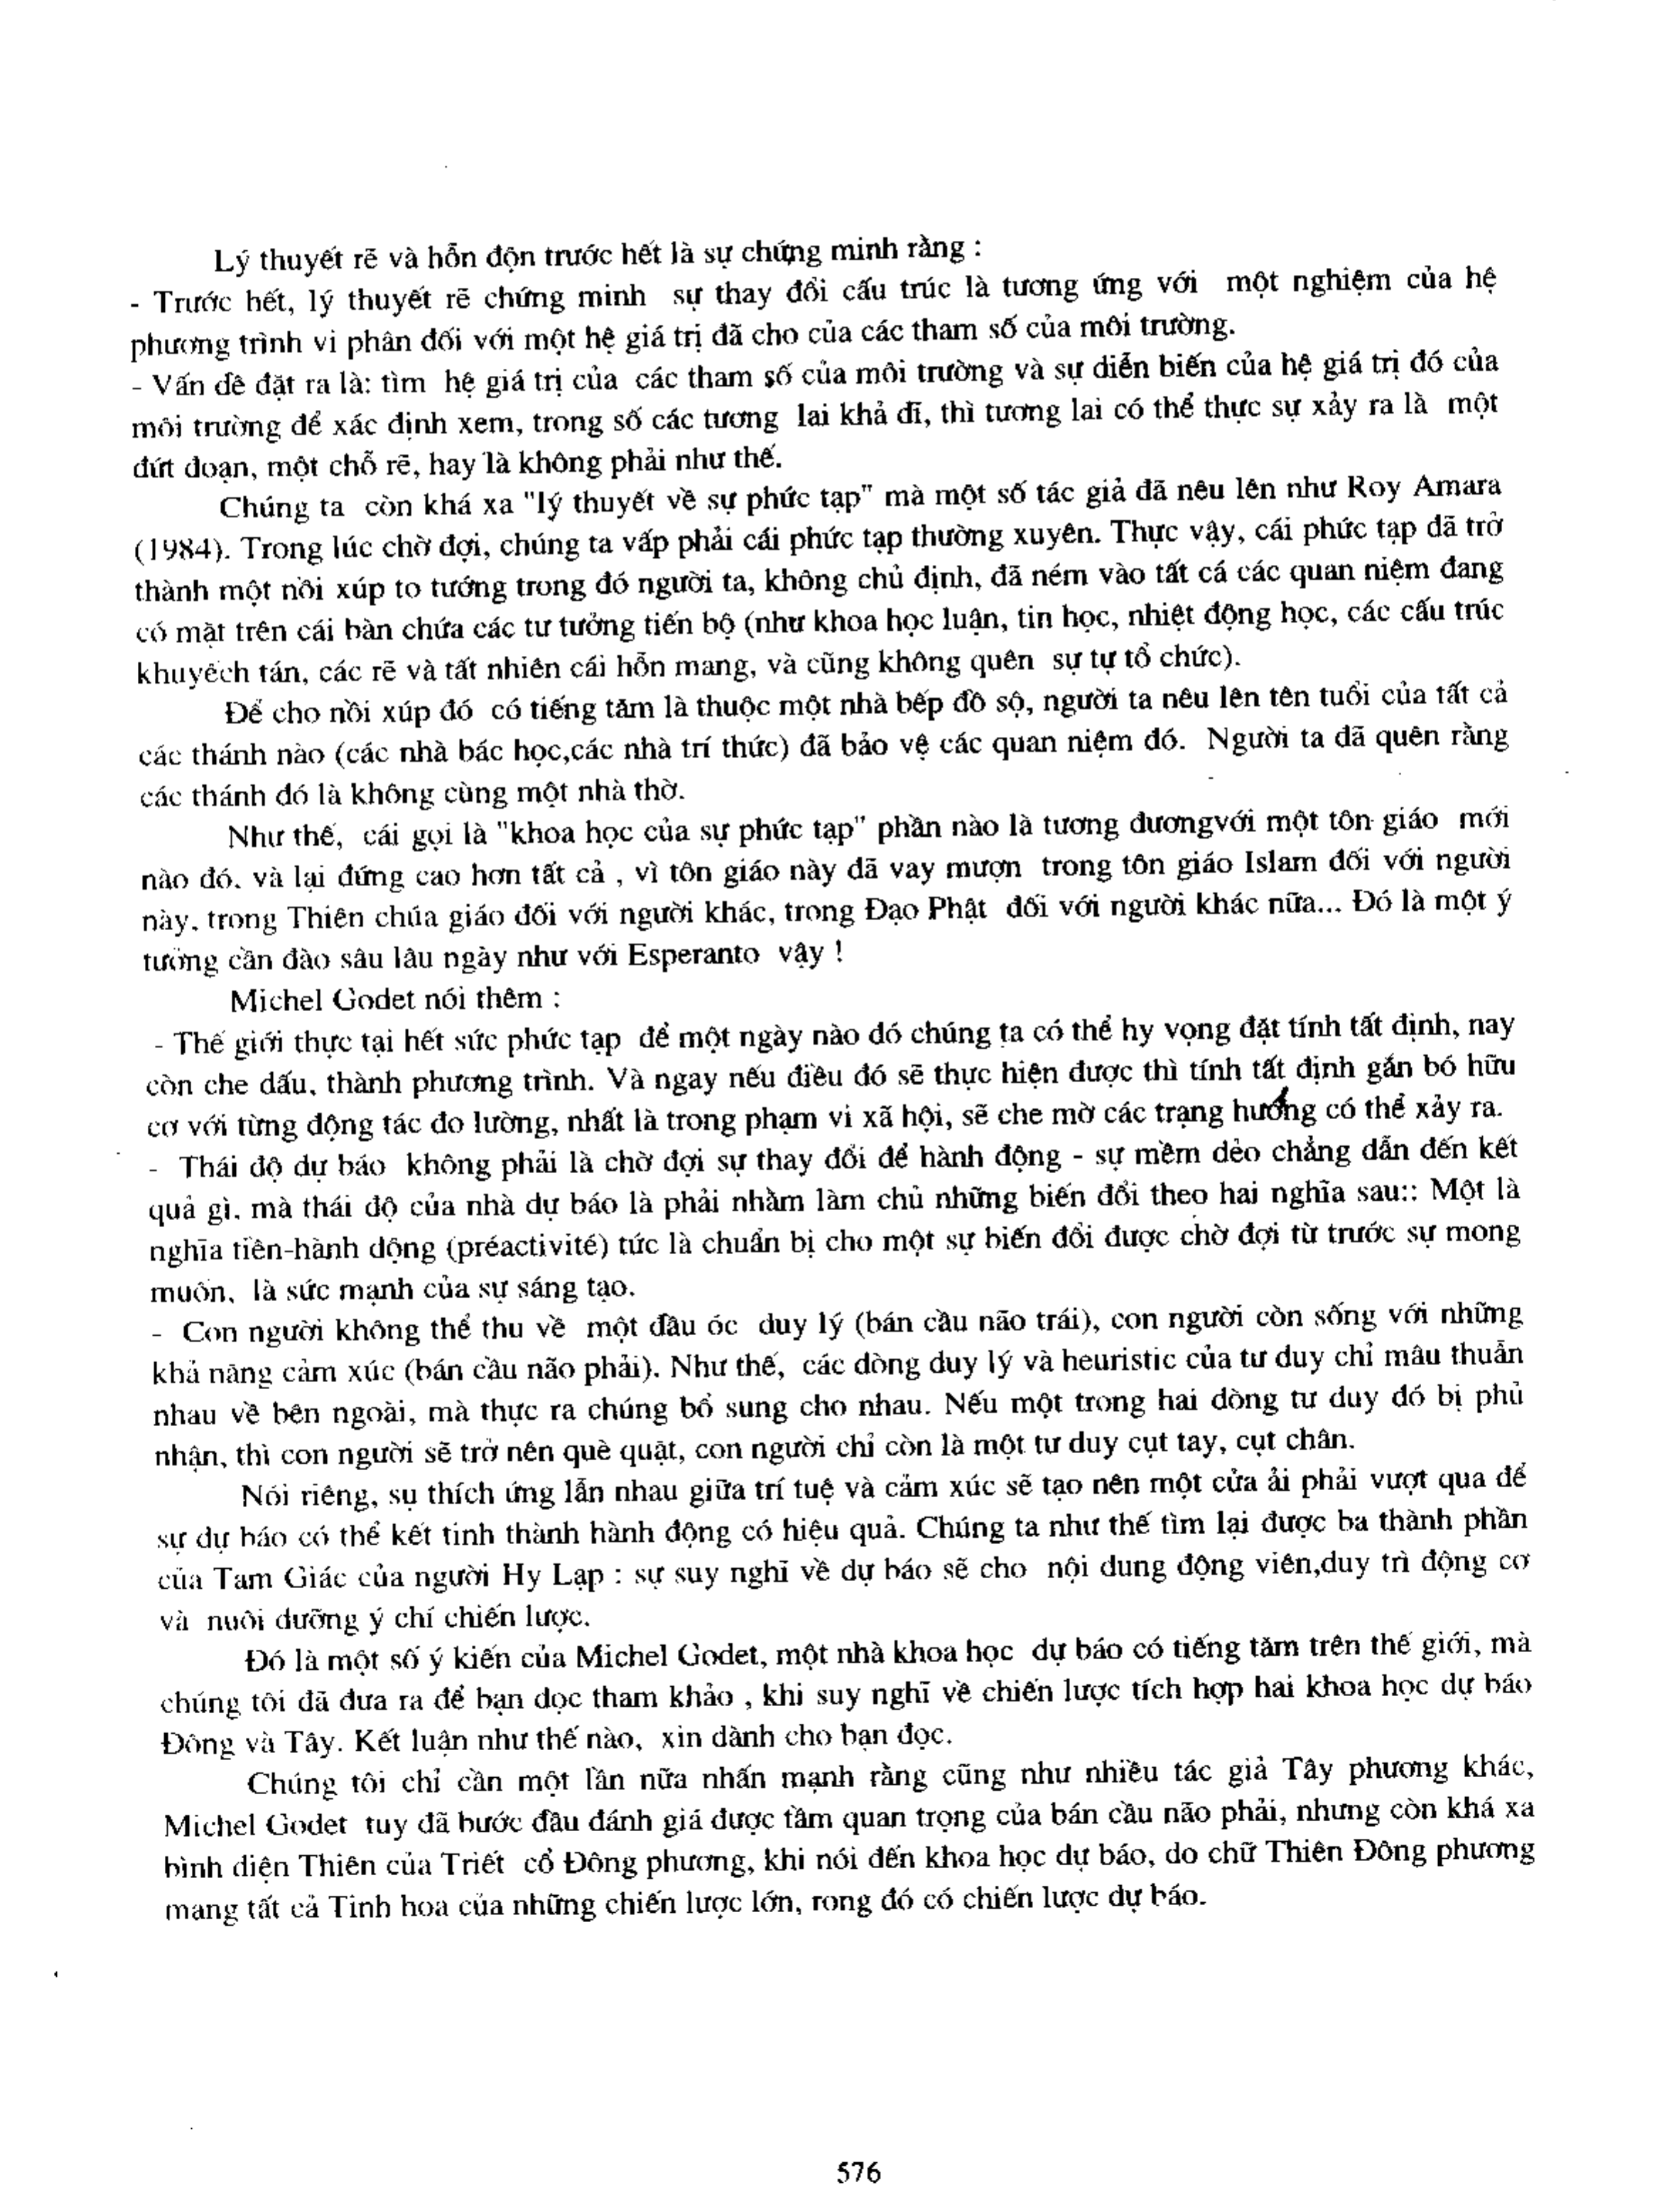 Lý thuyết rẽ và hỗn độn trước hết là sự chứng minh rằng :
- Trước hết, lý thuyết rẽ chứng minh sự thay đổi cấu trúc là tương ứng với một nghiệm của hệ
phương trình vi phân đối với một hệ giá trị đã cho của các tham số của môi trường.
- Vấn đề đặt ra là: tìm hệ giá trị của các tham số của môi trường và sự diễn biến của hệ giá trị đó của
môi trường để xác định xem, trong số các tương lai khả dĩ, thì tương lai có thể thực sự xảy ra là một
đứt đoạn, một chỗ rẽ, hay là không phải như thế.
Chúng ta còn khá xa "lý thuyết về sự phức tạp" mà một số tác giả đã nêu lên như Roy Amara
(1984). Trong lúc chờ đợi, chúng ta vấp phải cái phức tạp thường xuyên. Thực vậy, cái phức tạp đã trở
thành một nồi xúp to tướng trong đó người ta, không chủ định, đã ném vào tất cá các quan niệm đang
có mặt trên cái bàn chứa các tư tưởng tiến bộ (như khoa học luận, tin học, nhiệt động học, các cấu trúc
khuyếch tán, các rẽ và tất nhiên cái hỗn mang, và cũng không quên sự tự tổ chức).
Để cho nồi xúp đó có tiếng tăm là thuộc một nhà bếp đồ sộ, người ta nêu lên tên tuổi của tất cả
các thánh nào (các nhà bác học,các nhà trí thức) đã bảo vệ các quan niệm đó. Người ta đã quên rằng
các thánh đó là không cùng một nhà thờ.
Như thế, cái gọi là "khoa học của sự phức tạp" phần nào là tương đươngvới một tôn giáo mới
nào đó. và lại đứng cao hơn tất cả , vì tôn giáo này đã vay mượn trong tôn giáo Islam đối với người
này. trong Thiên chúa giáo đối với người khác, trong Đạo Phật đối với người khác nữa... Đó là một ý
tưởng cần đào sâu lâu ngày như với Esperanto vậy !
Michel Godet nói thêm :
- Thế giới thực tại hết sức phức tạp để một ngày nào đó chúng ta có thể hy vọng đặt tính tất định, nay
còn che dấu. thành phương trình. Và ngay nếu điều đó sẽ thực hiện được thì tính tất định gắn bó hữu
cơ với từng động tác đo lường, nhất là trong phạm vi xã hội, sẽ che mờ các trạng huống có thể xảy ra.
- Thái độ dự báo không phải là chờ đợi sự thay đổi để hành động - sự mềm dẻo chẳng dẫn đến kết
quả gì. mà thái độ của nhà dự báo là phải nhằm làm chủ những biến đổi theo hai nghĩa sau:: Một là
nghĩa tiền-hành động (préactivité) tức là chuẩn bị cho một sự biến đổi được chờ đợi từ trước sự mong
muốn, là sức mạnh của sự sáng tạo.
- Con người không thể thu về một đầu óc duy lý (bán cầu não trái), con người còn sống với những
khả năng cảm xúc (bán cầu não phải). Như thế, các dòng duy lý và heuristic của tư duy chỉ mâu thuẫn
nhau về bên ngoài, mà thực ra chúng bổ sung cho nhau. Nếu một trong hai dòng tư duy đó bị phủ
nhận, thì con người sẽ trở nên què quặt, con người chỉ còn là một tư duy cụt tay, cụt chân.
Nói riêng, sụ thích ứng lẫn nhau giữa trí tuệ và cảm xúc sẽ tạo nên một cửa ải phải vượt qua để
sự dự báo có thể kết tinh thành hành động có hiệu quả. Chúng ta như thế tìm lại được ba thành phần
của Tam Giác của người Hy Lạp : sự suy nghĩ về dự báo sẽ cho nội dung động viên,duy trì động cơ
và nuôi dưỡng ý chí chiến lược.
Đó là một số ý kiến của Michel Godet, một nhà khoa học dự báo có tiếng tăm trên thế giới, mà
chúng tôi đã đưa ra để bạn dọc tham khảo , khi suy nghĩ về chiến lược tích hợp hai khoa học dự báo
Đông và Tây. Kết luận như thế nào, xin dành cho bạn đọc.
Chúng tôi chỉ cần một lần nữa nhấn mạnh rằng cũng như nhiều tác giả Tây phương khác,
Michel Godet tuy đã bước đầu đánh giá được tầm quan trọng của bán cầu não phải, nhưng còn khá xa
bình diện Thiên của Triết cổ Đông phương, khi nói đến khoa học dự báo, do chữ Thiên Đông phương
mang tất cả Tinh hoa của những chiến lược lớn, rong đó có chiến lược dự báo.
576